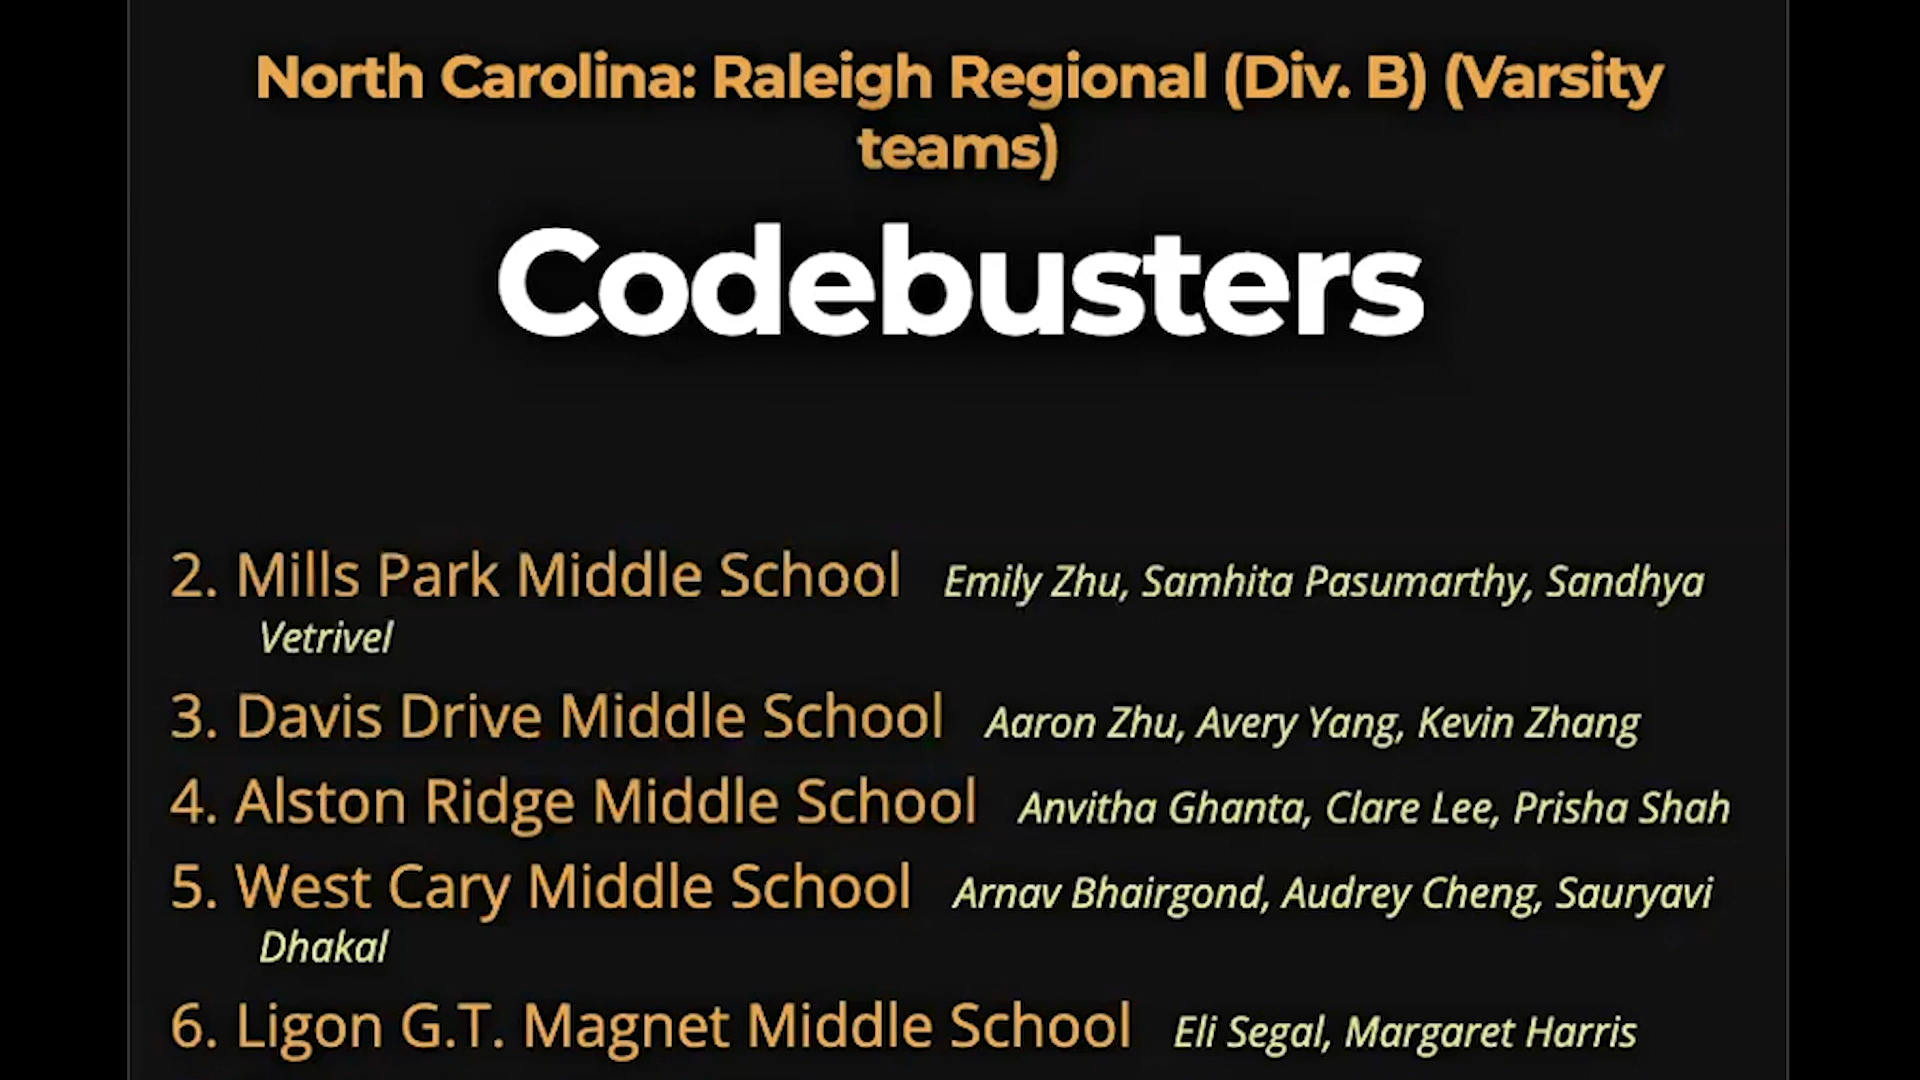 North Carolina: Raleigh Regional (Div. B) (Varsity
teams)
Codebusters
2. Mills Park Middle School Emily Zhu, Samhita Pasumarthy, Sandhya
Vetrivel
3. Davis Drive Middle School Aaron Zhu, Avery Yang, Kevin Zhang
4. Alston Ridge Middle School Anvitha Ghanta, Clare Lee, Prisha Shah
5. West Cary Middle School Arnav Bhairgond, Audrey Cheng, Sauryavi
Dhakal
6. Ligon G.T. Magnet Middle School Eli Segal, Margaret Harris